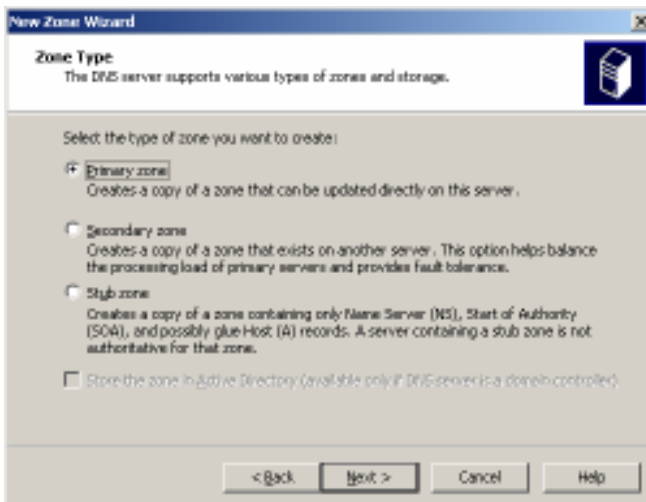 New Zone Wizard
Zone Type
The DNS server supports various types of zones and storage.
Select the type of zone you want to create:
Primary zone
Creates a copy of a zone that can be updated directly on this server.
Secondary zone
Creates a copy of a zone that exists on another server. This option helps balance
the processing load of primary servers and provides fault tolerance.
Stub zone
Creates a copy of a zone containing only Name Server (NS), Start of Authority
(SOA), and possibly glue Host (A) records. A server containing a stub zone is not
authoritative for that zone.
Store the zone in Active Directory (available only if DNS server is a domain controller)
< Back
Next >
Cancel
Help